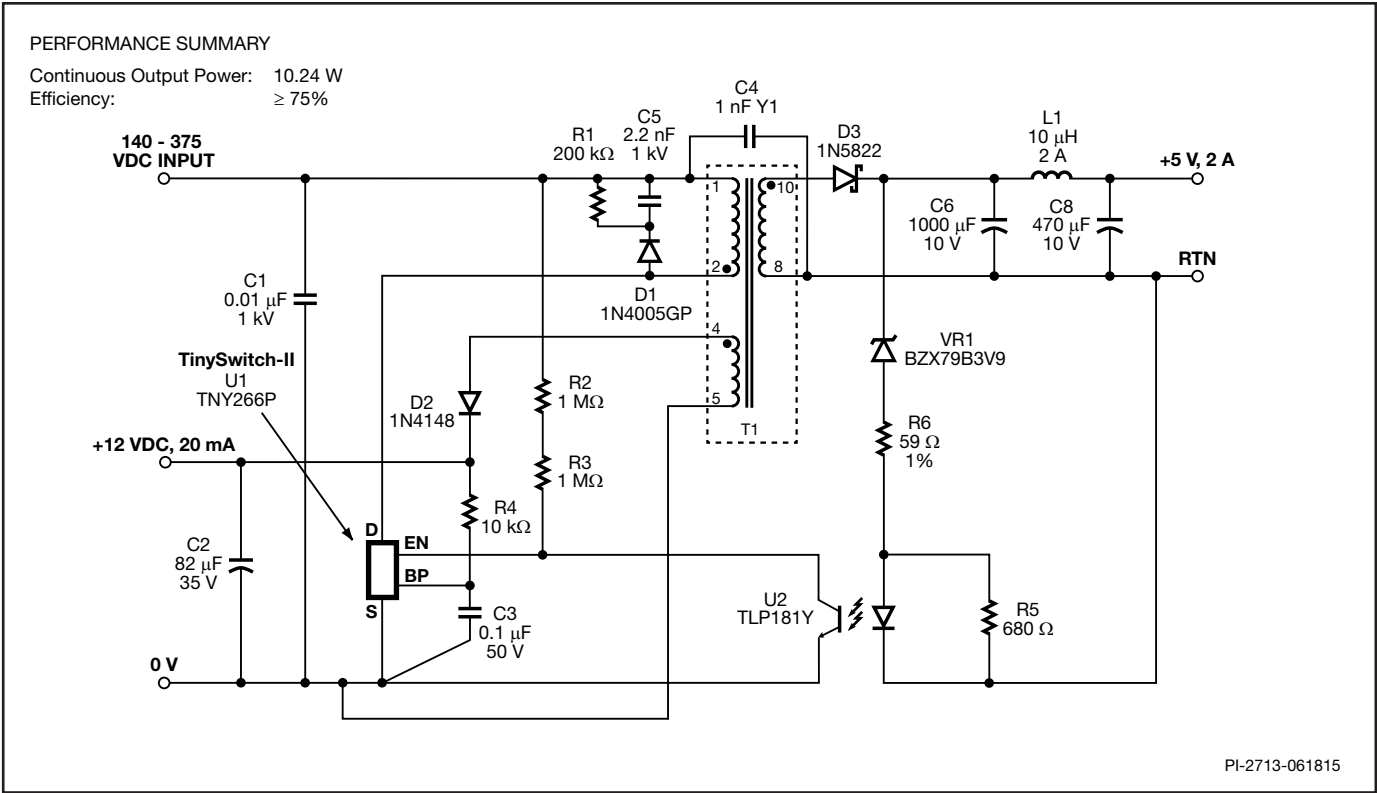 PERFORMANCE SUMMARY
Continuous Output Power: 10.24 W
Efficiency: ≥ 75%
140 - 375
VDC INPUT
R1
200 kΩ
C5
2.2 nF
1 kV
C4
1 nF Y1
D3
1N5822
L1
10 µH
2 A
+5 V, 2 A
1
10
C6
1000 µF
10 V
C8
470 µF
10 V
2
8
RTN
C1
0.01 µF
1 kV
D1
1N4005GP
4
VR1
BZX79B3V9
TinySwitch-II
U1
TNY266P
D2
1N4148
R2
1 MΩ
5
T1
R6
59 Ω
1%
+12 VDC, 20 mA
R3
1 MΩ
R4
10 kΩ
D
EN
C2
82 µF
35 V
BP
S
C3
0.1 µF
50 V
U2
TLP181Y
R5
680 Ω
0 V
PI-2713-061815